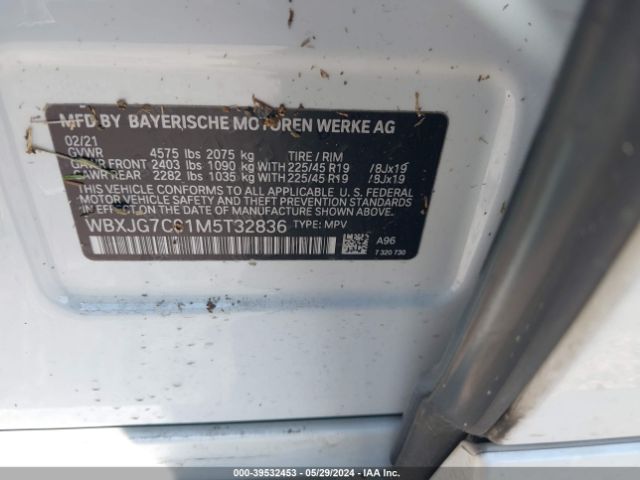 MFD BY BAYERISCHE MOTOREN WERKE AG
02/21
GVWR 4575 lbs 2075 kg TIRE / RIM
GAWR FRONT 2403 lbs 1090 kg WITH 225/45 R19 /8Jx19
GAWR REAR 2282 lbs 1035 kg WITH 225/45 R19 /8Jx19
THIS VEHICLE CONFORMS TO ALL APPLICABLE U. S. FEDERAL
MOTOR VEHICLE SAFETY AND THEFT PREVENTION STANDARDS
IN EFFECT ON THE DATE OF MANUFACTURE SHOWN ABOVE.
WBXJG7C01M5T32836 TYPE: MPV
A96
7 320 730
000-39532453 - 05/29/2024 - IAA Inc.